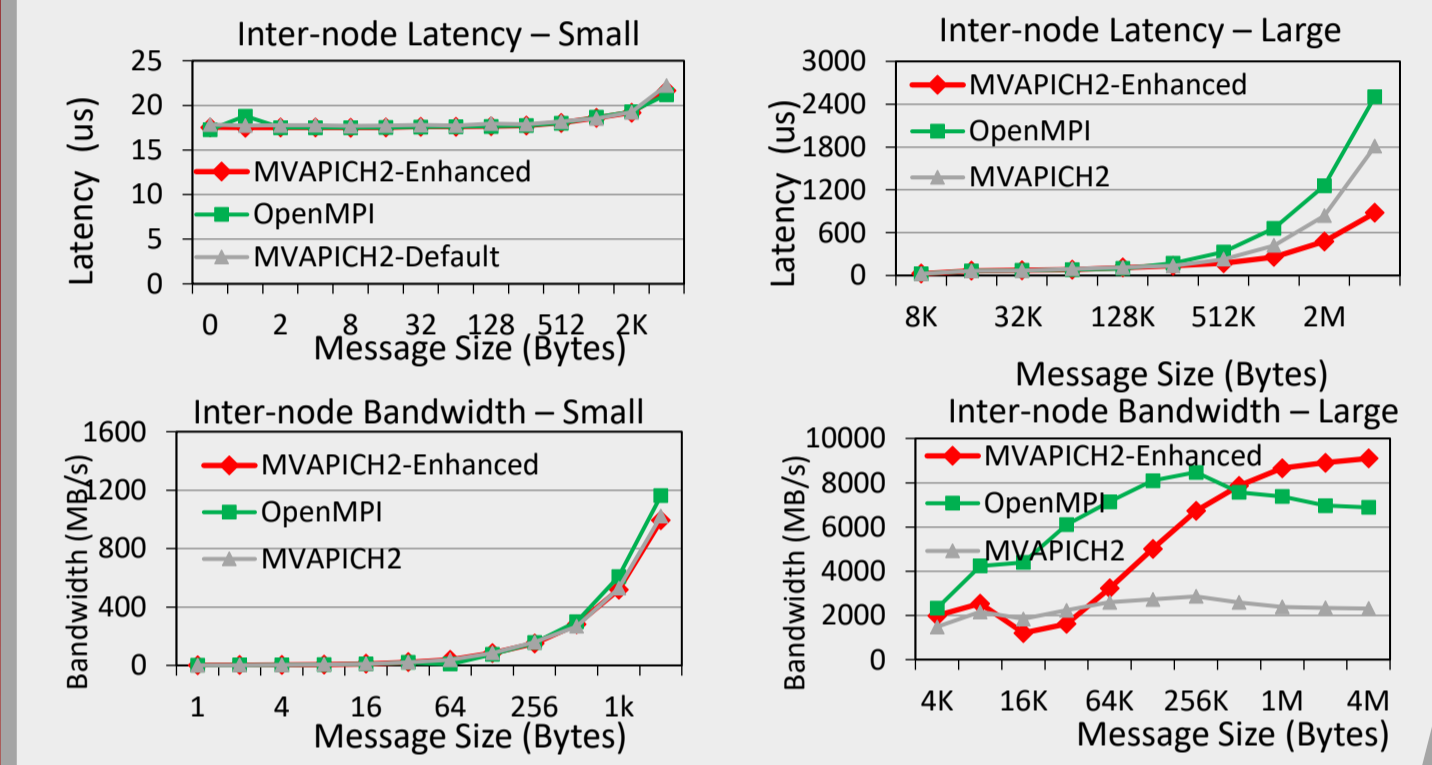 Inter-node Latency – Small
25
20
15
10
5
0
Latency (us)
MVAPICH2-Enhanced
OpenMPI
MVAPICH2-Default
0 2 8 32 128 512 2K
Message Size (Bytes)
Inter-node Latency – Large
3000
2400
1800
1200
600
0
Latency (us)
MVAPICH2-Enhanced
OpenMPI
MVAPICH2
8K 32K 128K 512K 2M
Message Size (Bytes)
Inter-node Bandwidth – Small
1600
1200
800
400
0
Bandwidth (MB/s)
MVAPICH2-Enhanced
OpenMPI
MVAPICH2
1 4 16 64 256 1k
Message Size (Bytes)
Inter-node Bandwidth – Large
10000
8000
6000
4000
2000
0
Bandwidth (MB/s)
MVAPICH2-Enhanced
OpenMPI
MVAPICH2
4K 16K 64K 256K 1M 4M
Message Size (Bytes)